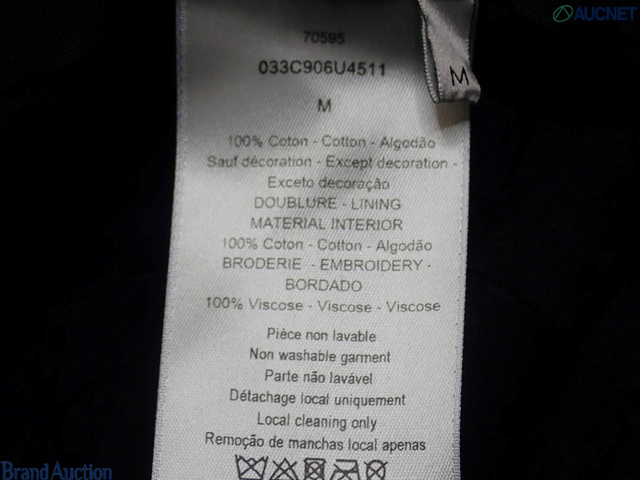 AUCNET
70595
033C906U4511
M
M
100% Coton - Cotton - Algodão
Sauf décoration - Except decoration -
Exceto decoração
DOUBLURE - LINING
MATERIAL INTERIOR
100% Coton - Cotton - Algodão
BRODERIE - EMBROIDERY -
BORDADO
100% Viscose - Viscose - Viscose
Pièce non lavable
Non washable garment
Parte não lavável
Détachage local uniquement
Local cleaning only
Remoção de manchas local apenas
Brand Auction